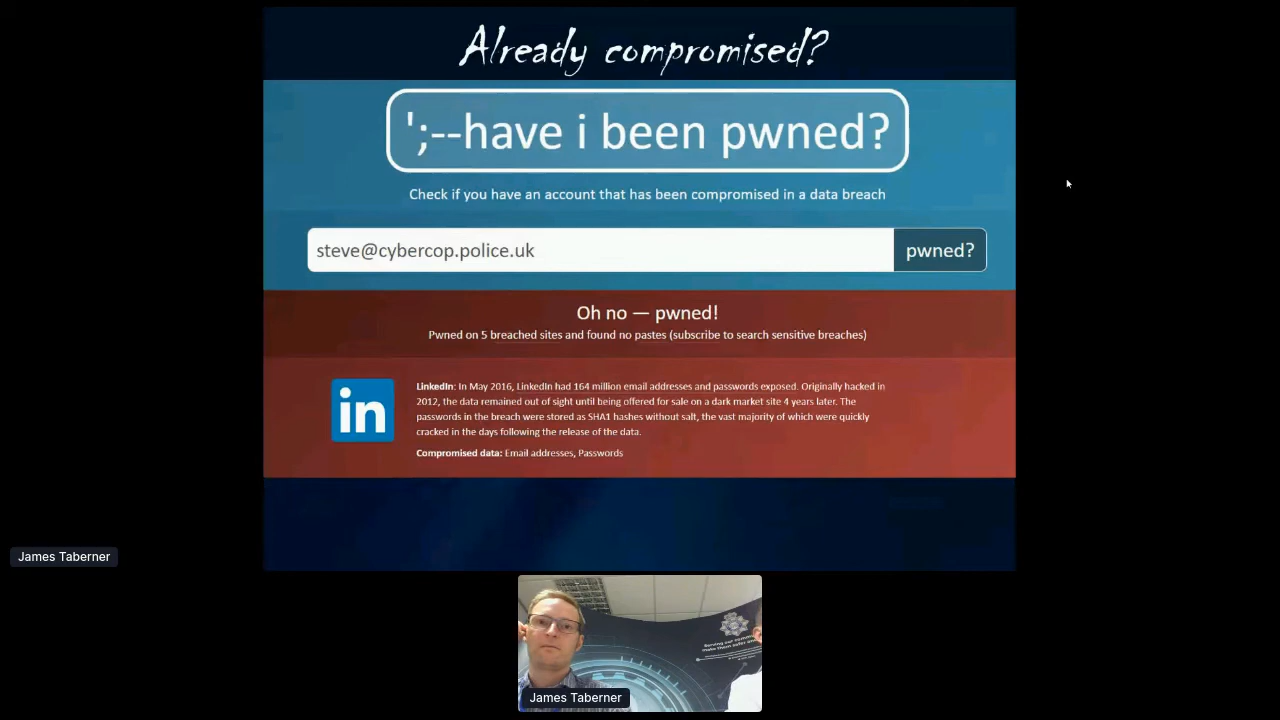 Already compromised?
';--have i been pwned?
Check if you have an account that has been compromised in a data breach
steve@cybercop.police.uk
pwned?
Oh no — pwned!
Pwned on 5 breached sites and found no pastes (subscribe to search sensitive breaches)
in
LinkedIn: In May 2016, LinkedIn had 164 million email addresses and passwords exposed. Originally hacked in
2012, the data remained out of sight until being offered for sale on a dark market site 4 years later. The
passwords in the breach were stored as SHA1 hashes without salt, the vast majority of which were quickly
cracked in the days following the release of the data.
Compromised data: Email addresses, Passwords
James Taberner
James Taberner